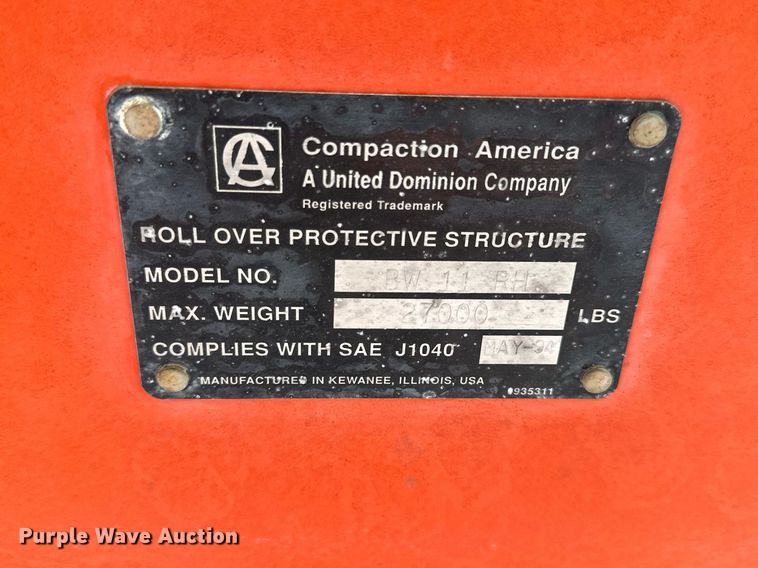 CA
Compaction America
A United Dominion Company
Registered Trademark
ROLL OVER PROTECTIVE STRUCTURE
MODEL NO. BW 11 RH
MAX. WEIGHT 27000 LBS
COMPLIES WITH SAE J1040 MAY-94
MANUFACTURED IN KEWANEE, ILLINOIS, USA
935311
Purple Wave Auction